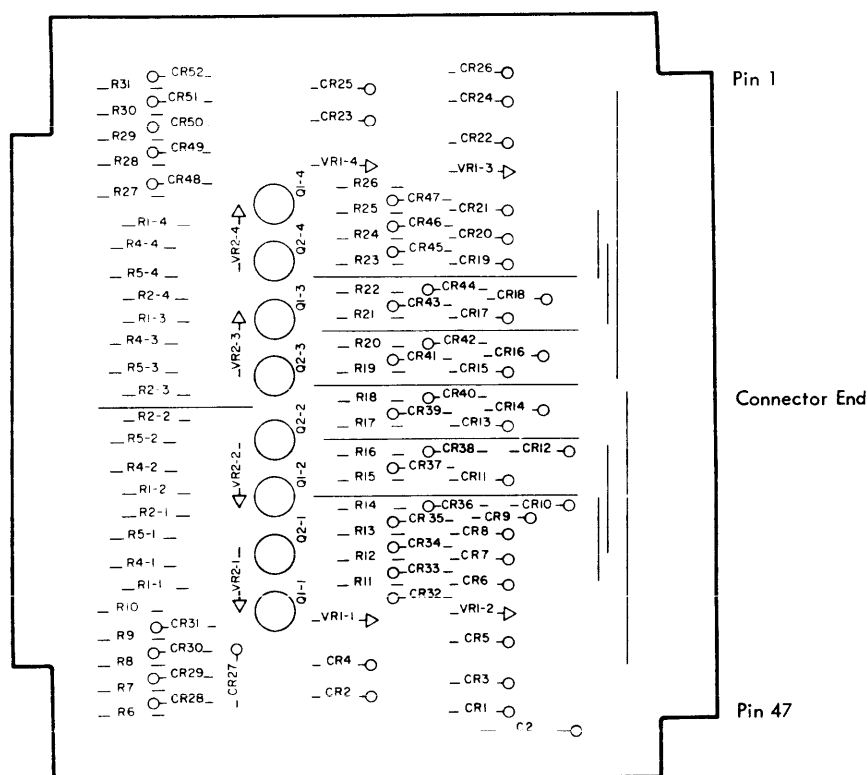 CR52
CR26
R31
CR25
Pin 1
CR51
CR24
R30
CR50
CR23
R29
CR22
CR49
R28
VR1-4
VR1-3
CR48
R26
R27
Q1-4
CR47
R25
CR21
R1-4
CR46
VR2-4
R24
CR20
R4-4
Q2-4
CR45
R23
CR19
R5-4
R22
CR44
R2-4
CR43
CR18
Q1-3
R21
CR17
R1-3
VR2-3
R4-3
R20
CR42
Q2-3
CR41
CR16
R5-3
R19
CR15
R2-3
R18
CR40
Connector End
CR39
CR14
R2-2
R17
CR13
Q2-2
R5-2
R16
CR38
CR12
VR2-2
R4-2
CR37
R15
CR11
Q1-2
R1-2
R14
CR36
CR10
R2-1
CR35
CR9
R13
CR8
R5-1
Q2-1
CR34
R12
CR7
R4-1
VR2-1
CR33
R11
CR6
R1-1
Q1-1
CR32
R10
VR1-1
VR1-2
CR31
R9
CR5
CR30
R8
CR4
CR29
CR27
R7
CR3
CR28
CR2
R6
CR1
Pin 47
C2